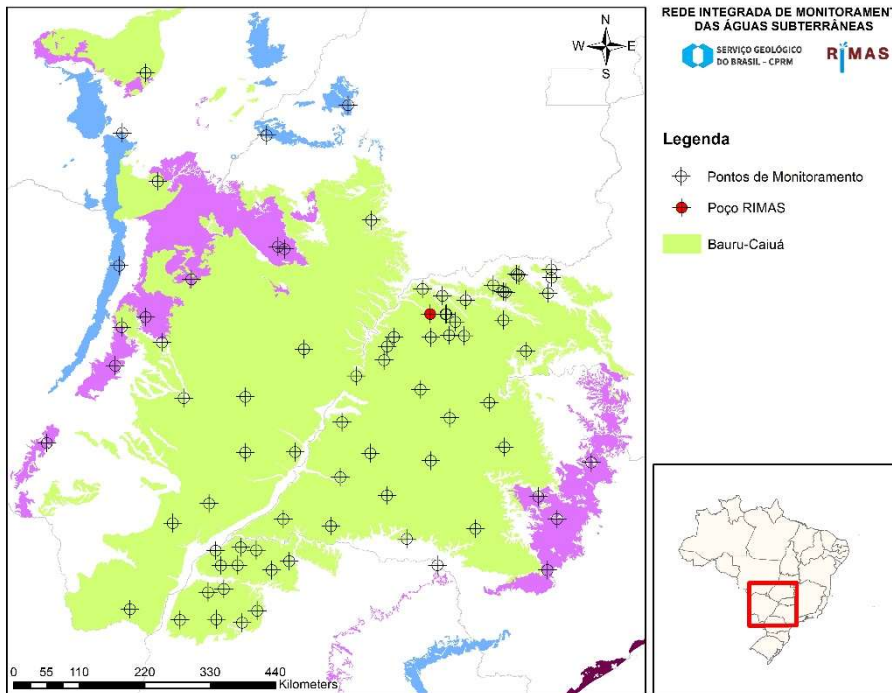 REDE INTEGRADA DE MONITORAMENT
DAS ÁGUAS SUBTERRÂNEAS
SERVIÇO GEOLÓGICO
DO BRASIL - CPRM
RIMAS
N
W E
S
Legenda
Pontos de Monitoramento
Poço RIMAS
Bauru-Caiuá
0 55 110 220 330 440
Kilometers